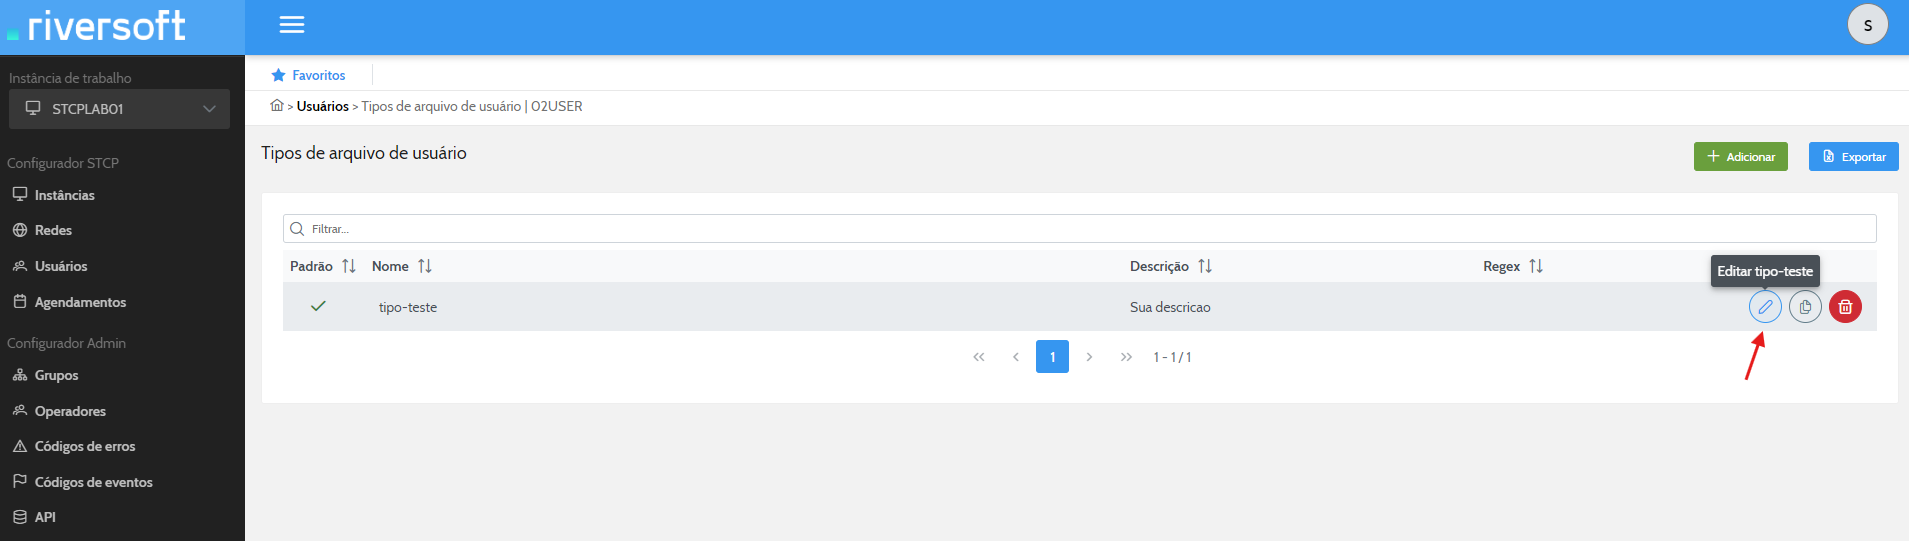 riversoft
S
Instância de trabalho
STCPLAB01
Configurador STCP
Instâncias
Redes
Usuários
Agendamentos
Configurador Admin
Grupos
Operadores
Códigos de erros
Códigos de eventos
API
Favoritos
> Usuários > Tipos de arquivo de usuário | 02USER
Tipos de arquivo de usuário
Adicionar
Exportar
Filtrar...
Padrão Nome Descrição Regex
Editar tipo-teste
tipo-teste Sua descricao
1 1 - 1 / 1